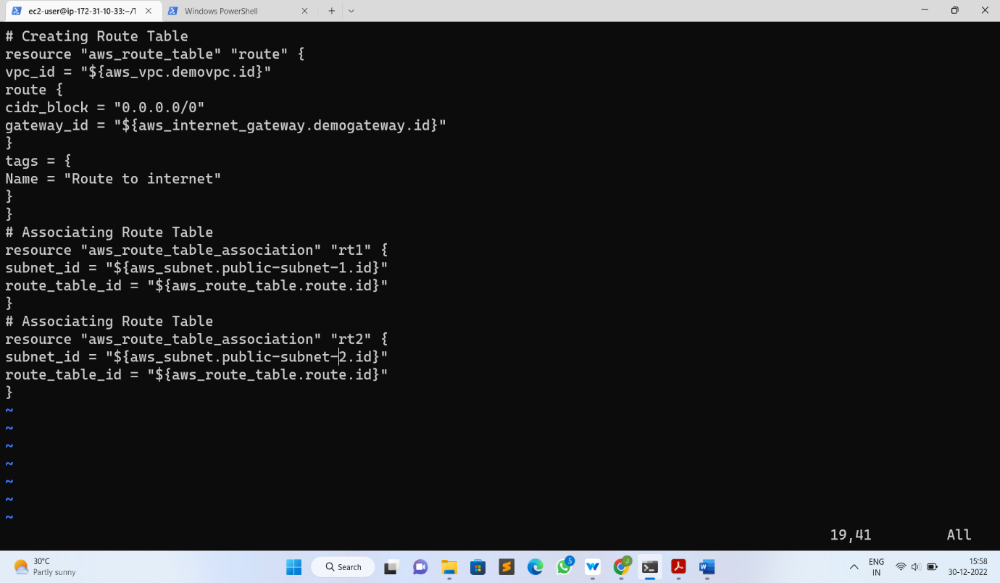 ec2-user@ip-172-31-10-33:~/1
Windows PowerShell
# Creating Route Table
resource "aws_route_table" "route" {
vpc_id = "${aws_vpc.demovpc.id}"
route {
cidr_block = "0.0.0.0/0"
gateway_id = "${aws_internet_gateway.demogateway.id}"
}
tags = {
Name = "Route to internet"
}
}
# Associating Route Table
resource "aws_route_table_association" "rt1" {
subnet_id = "${aws_subnet.public-subnet-1.id}"
route_table_id = "${aws_route_table.route.id}"
}
# Associating Route Table
resource "aws_route_table_association" "rt2" {
subnet_id = "${aws_subnet.public-subnet-2.id}"
route_table_id = "${aws_route_table.route.id}"
}
~
~
~
~
~
~
~
19,41 All
30°C
Partly sunny
Search
5
J
ENG
IN
15:58
30-12-2022